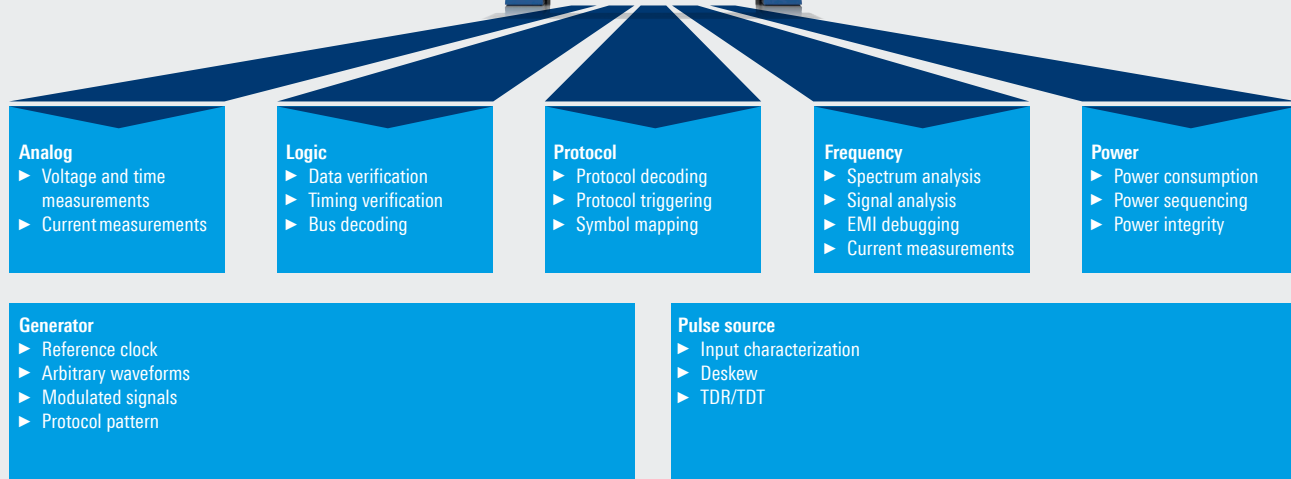 Analog
► Voltage and time
measurements
► Current measurements
Logic
► Data verification
► Timing verification
► Bus decoding
Protocol
► Protocol decoding
► Protocol triggering
► Symbol mapping
Frequency
► Spectrum analysis
► Signal analysis
► EMI debugging
► Current measurements
Power
► Power consumption
► Power sequencing
► Power integrity
Generator
► Reference clock
► Arbitrary waveforms
► Modulated signals
► Protocol pattern
Pulse source
► Input characterization
► Deskew
► TDR/TDT